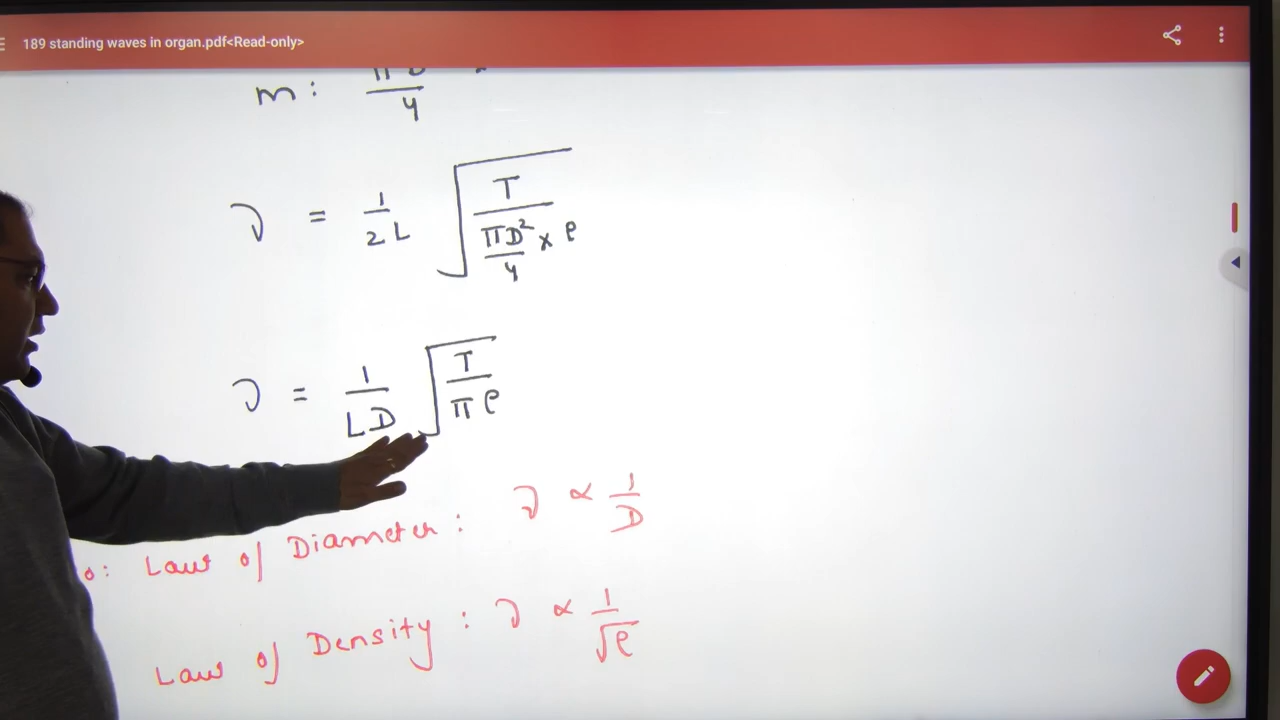 189 standing waves in organ.pdf<Read-only>
m : πD / 4
ν = 1/2L √(T / (πD²/4 × ρ))
ν = 1/LD √(T / πρ)
o: Law of Diameter : ν ∝ 1/D
Law of Density : ν ∝ 1/√ρ